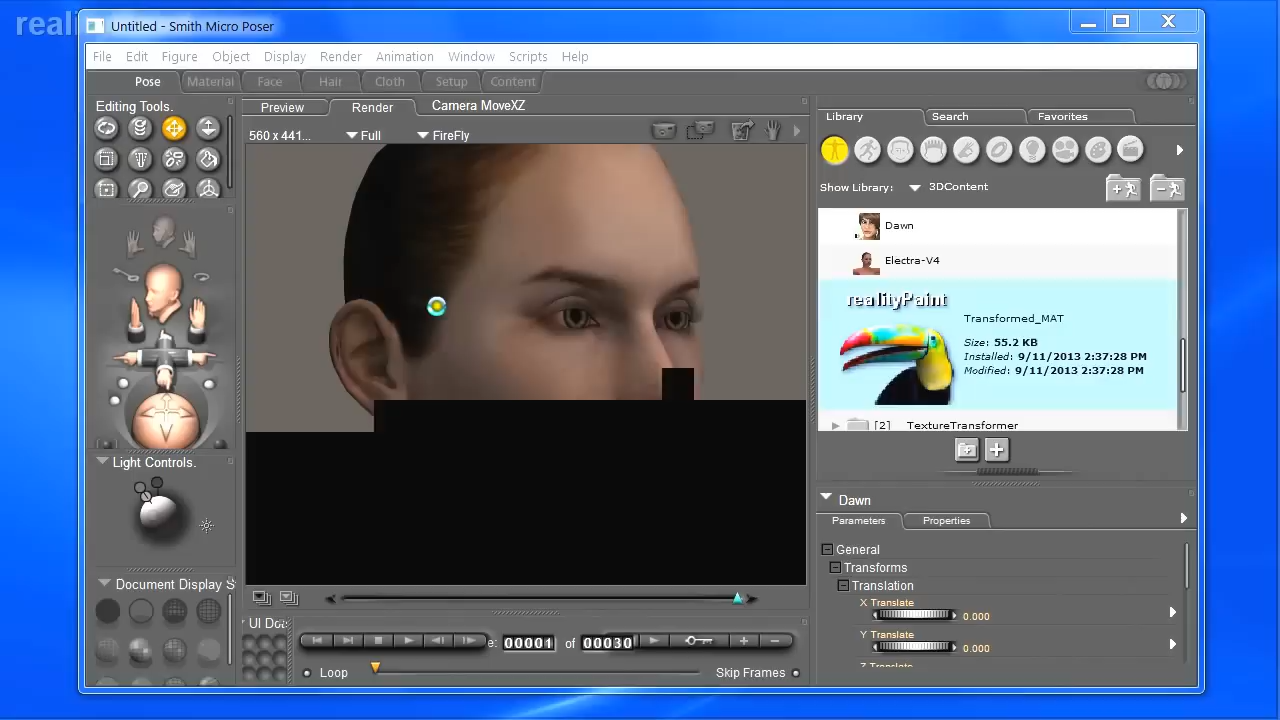 reali
Untitled - Smith Micro Poser
File Edit Figure Object Display Render Animation Window Scripts Help
Pose Material Face Hair Cloth Setup Content
Editing Tools.
Preview Render Camera MoveXZ
560 x 441... Full FireFly
Library Search Favorites
Show Library: 3DContent
Dawn
Electra-V4
realityPaint
Transformed_MAT
Size: 55.2 KB
Installed: 9/11/2013 2:37:28 PM
Modified: 9/11/2013 2:37:28 PM
[2] TextureTransformer
Light Controls.
Document Display S
Dawn
Parameters Properties
General
Transforms
Translation
X Translate
0.000
Y Translate
0.000
Z Translate
UI Do
e: 00001 of 00030
Loop Skip Frames